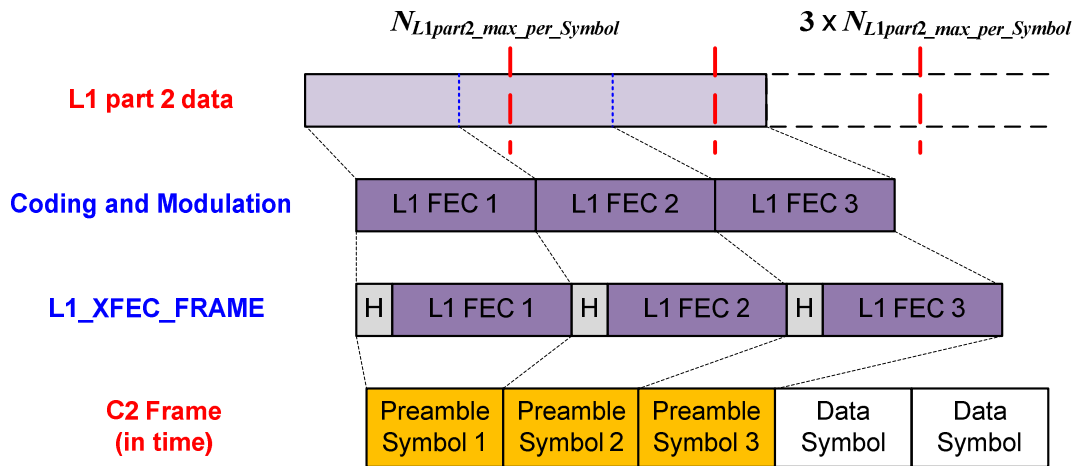 N_L1part2_max_per_Symbol
3 x N_L1part2_max_per_Symbol
L1 part 2 data
Coding and Modulation
L1 FEC 1
L1 FEC 2
L1 FEC 3
L1_XFEC_FRAME
H
L1 FEC 1
H
L1 FEC 2
H
L1 FEC 3
C2 Frame
(in time)
Preamble
Symbol 1
Preamble
Symbol 2
Preamble
Symbol 3
Data
Symbol
Data
Symbol